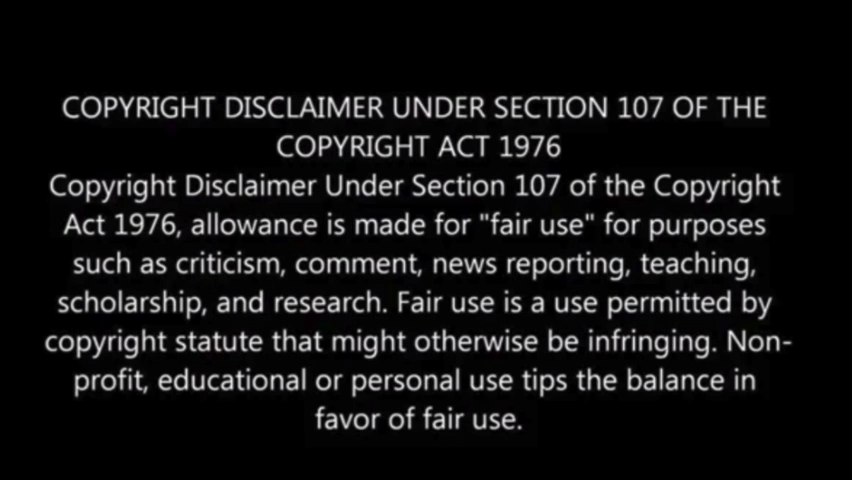 COPYRIGHT DISCLAIMER UNDER SECTION 107 OF THE
COPYRIGHT ACT 1976
Copyright Disclaimer Under Section 107 of the Copyright
Act 1976, allowance is made for "fair use" for purposes
such as criticism, comment, news reporting, teaching,
scholarship, and research. Fair use is a use permitted by
copyright statute that might otherwise be infringing. Non-
profit, educational or personal use tips the balance in
favor of fair use.